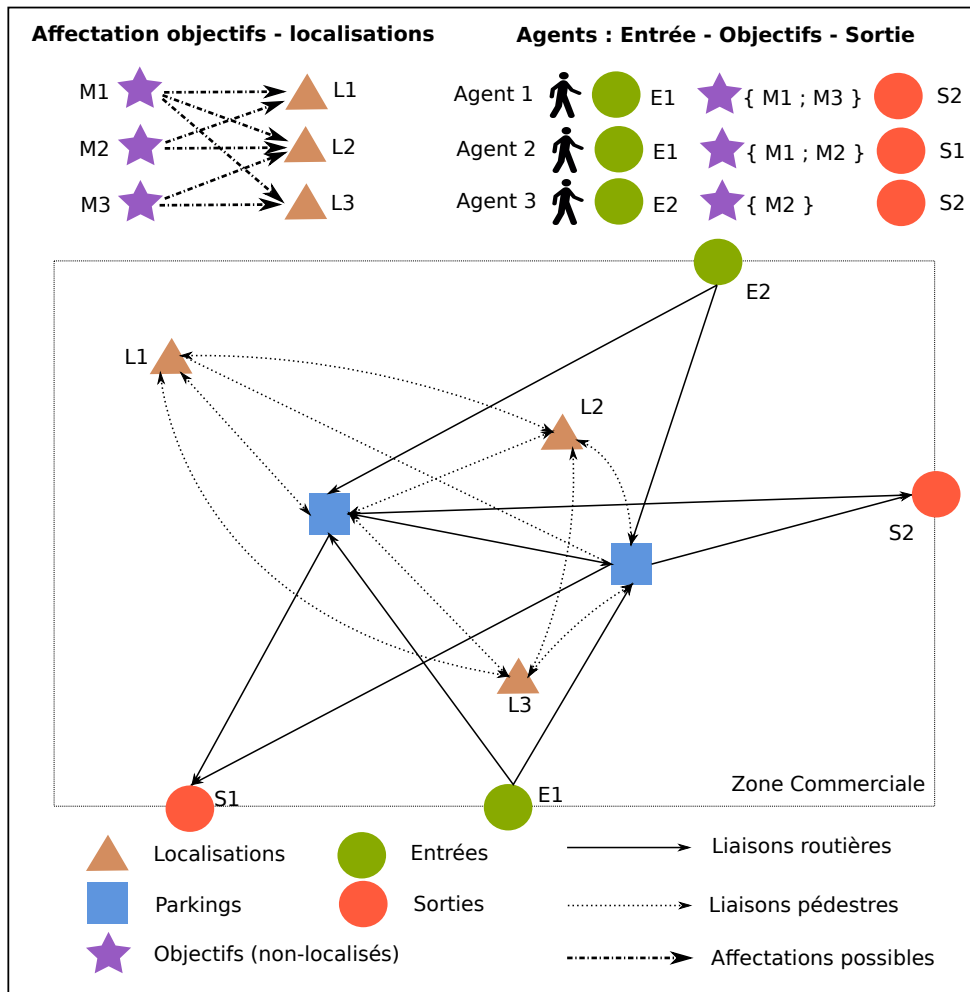 Affectation objectifs - localisations
M1
M2
M3
L1
L2
L3
Agents : Entrée - Objectifs - Sortie
Agent 1 E1 { M1 ; M3 } S2
Agent 2 E1 { M1 ; M2 } S1
Agent 3 E2 { M2 } S2
E2
L1
L2
S2
L3
S1
E1
Zone Commerciale
Localisations
Entrées
Liaisons routières
Parkings
Sorties
Liaisons pédestres
Objectifs (non-localisés)
Affectations possibles